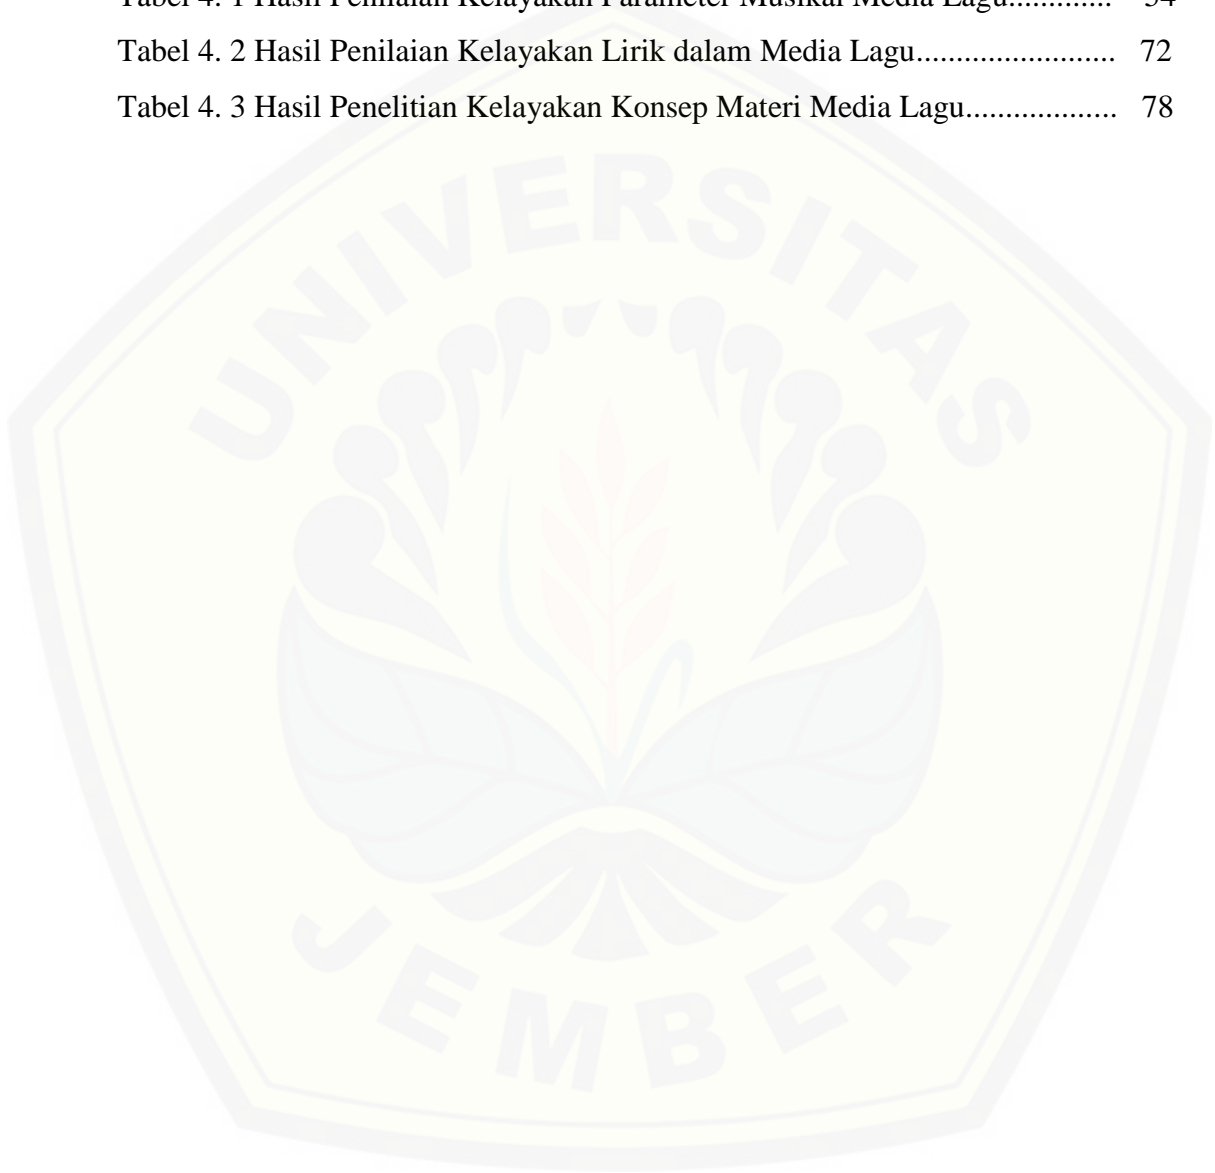 Tabel 4. 1 Hasil Penilaian Kelayakan Parameter Musikal Media Lagu.............
Tabel 4. 2 Hasil Penilaian Kelayakan Lirik dalam Media Lagu......................... 72
Tabel 4. 3 Hasil Penelitian Kelayakan Konsep Materi Media Lagu................... 78
UNIVERSITAS
JEMBER